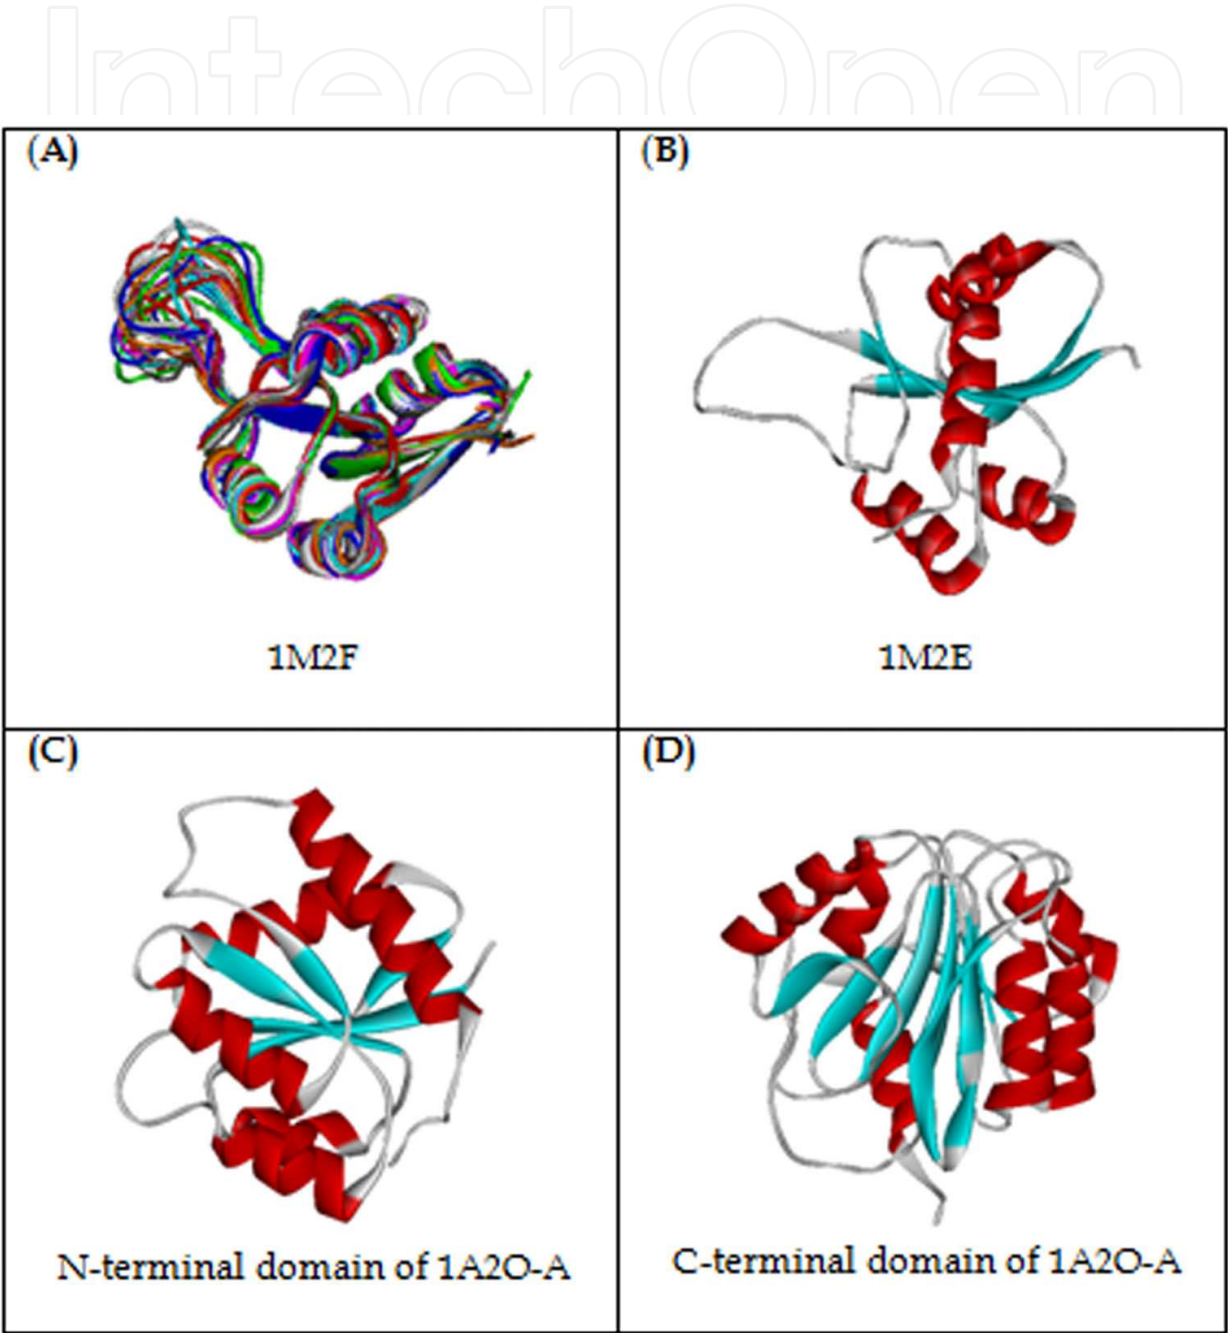 IntechOpen
(A)
(B)
1M2F
1M2E
(C)
(D)
N-terminal domain of 1A2O-A
C-terminal domain of 1A2O-A